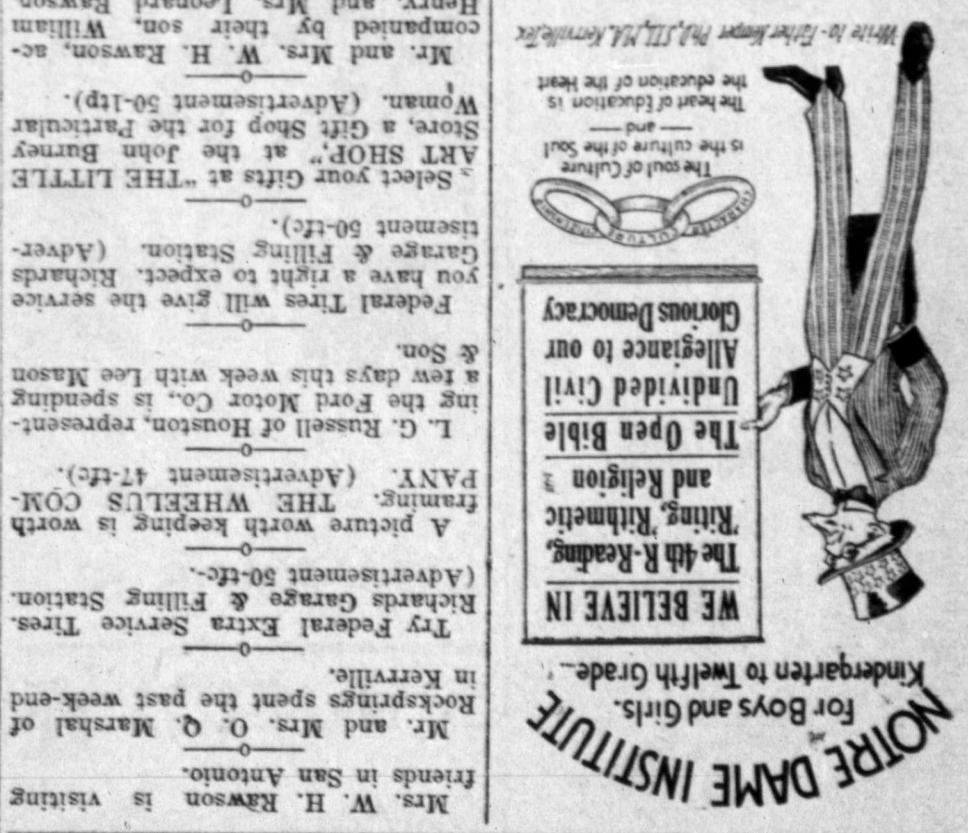 NOTRE DAME INSTITUTE
For Boys and Girls.
Kindergarten to Twelfth Grade...
WE BELIEVE IN
The 4th R-Reading,
'Riting, 'Rithmetic
and Religion
The Open Bible
Undivided Civil
Allegiance to our
Glorious Democracy
CHARACTER CULTURE CITIZENSHIP
The soul of Culture
is the culture of the Soul
— and —
The heart of Education is
the education of the Heart
Write to - Father Kemper Kerrville, Tex
Mrs. W. H. Rawson is visiting
friends in San Antonio.
——o——
Mr. and Mrs. O. Q. Marshal of
Rocksprings spent the past week-end
in Kerrville.
——o——
Try Federal Extra Service Tires.
Richards Garage & Filling Station.
(Advertisement 50-tfc-.
——o——
A picture worth keeping is worth
framing. THE WHEELUS COM-
PANY. (Advertisement 47-tfc).
——o——
L. G. Russell of Houston, represent-
ing the Ford Motor Co., is spending
a few days this week with Lee Mason
& Son.
——o——
Federal Tires will give the service
you have a right to expect. Richards
Garage & Filling Station. (Adver-
tisement 50-tfc).
——o——
Select your Gifts at "THE LITTLE
ART SHOP," at the John Burney
Store, a Gift Shop for the Particular
Woman. (Advertisement 50-1tp).
——o——
Mr. and Mrs. W. H. Rawson, ac-
companied by their son, William
Henry, and Mrs. Leonard Rawson